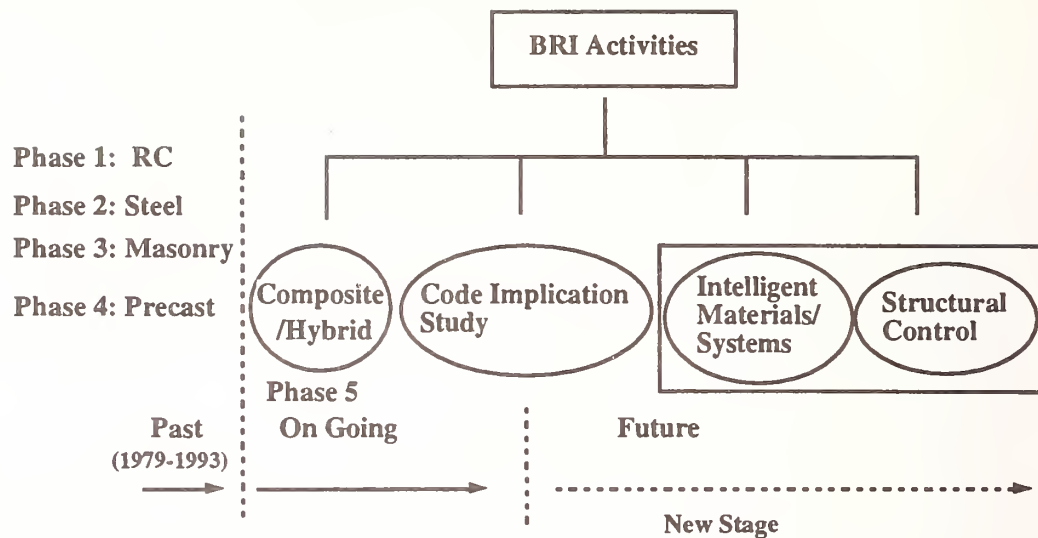 BRI Activities
Phase 1: RC
Phase 2: Steel
Phase 3: Masonry
Phase 4: Precast
Composite
/Hybrid
Code Implication
Study
Intelligent
Materials/
Systems
Structural
Control
Phase 5
On Going
Past
(1979-1993)
Future
New Stage